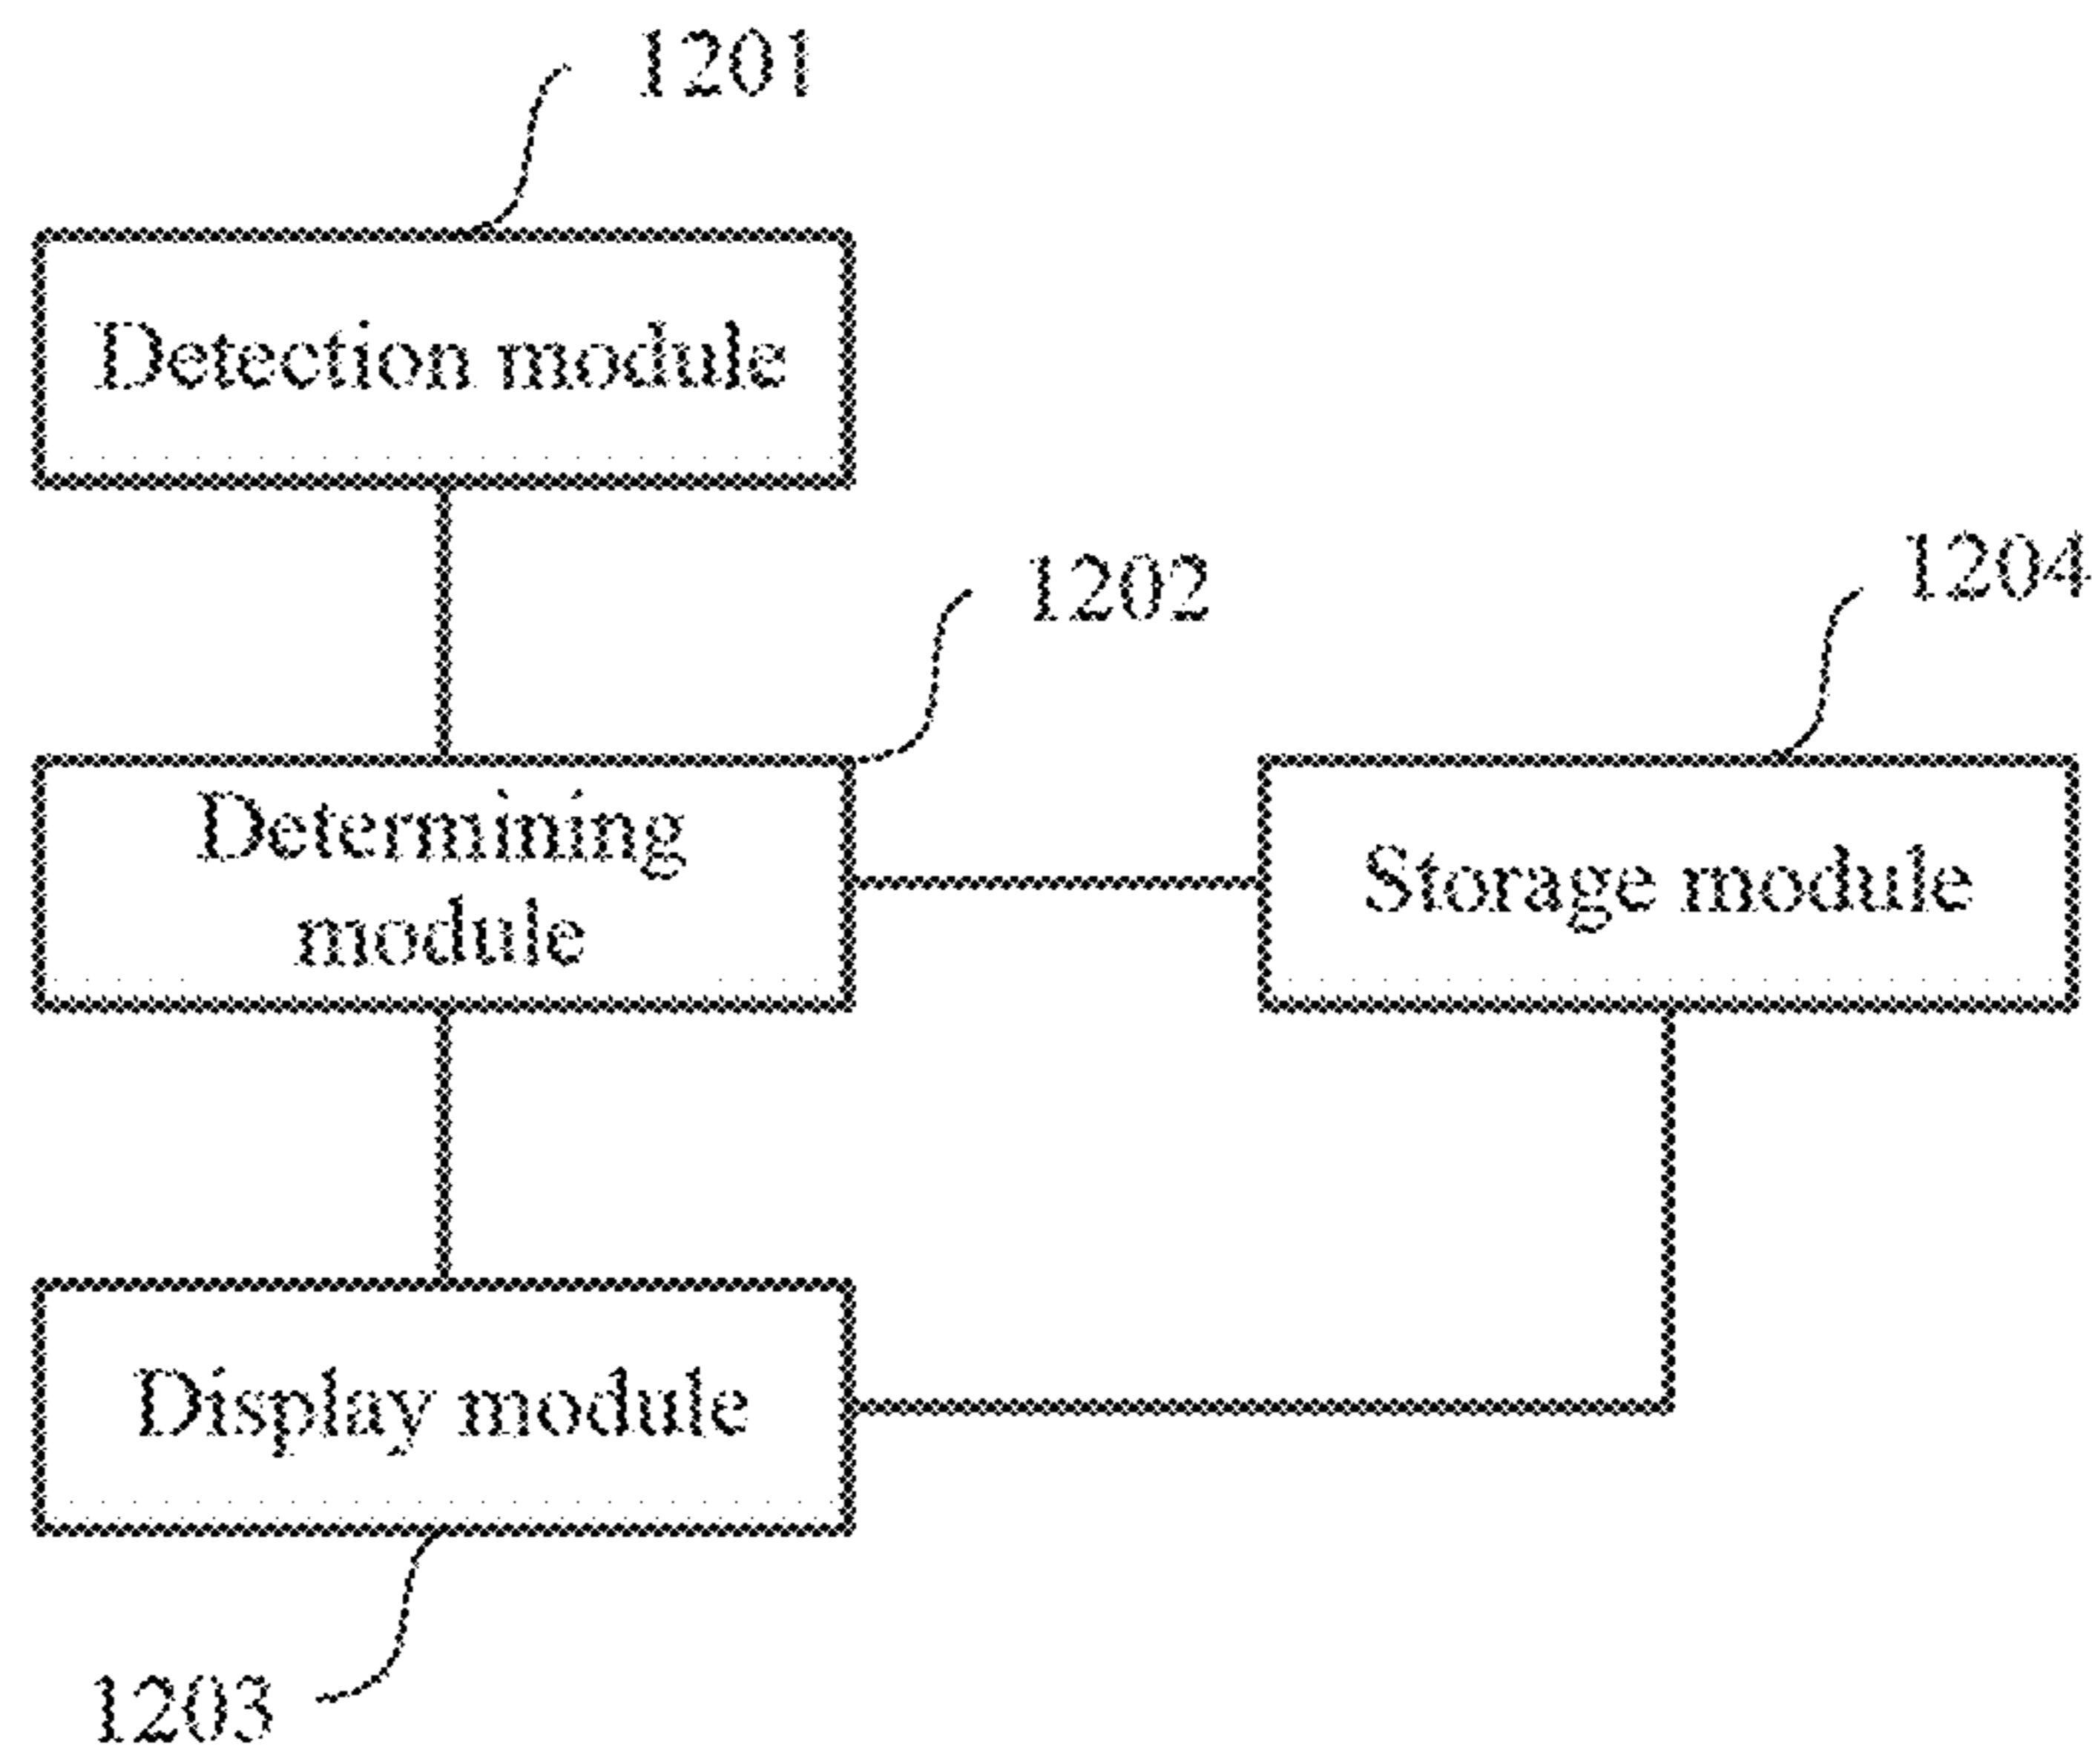 1201
Detection module
1202
1204
Determining
module
Storage module
Display module
1203